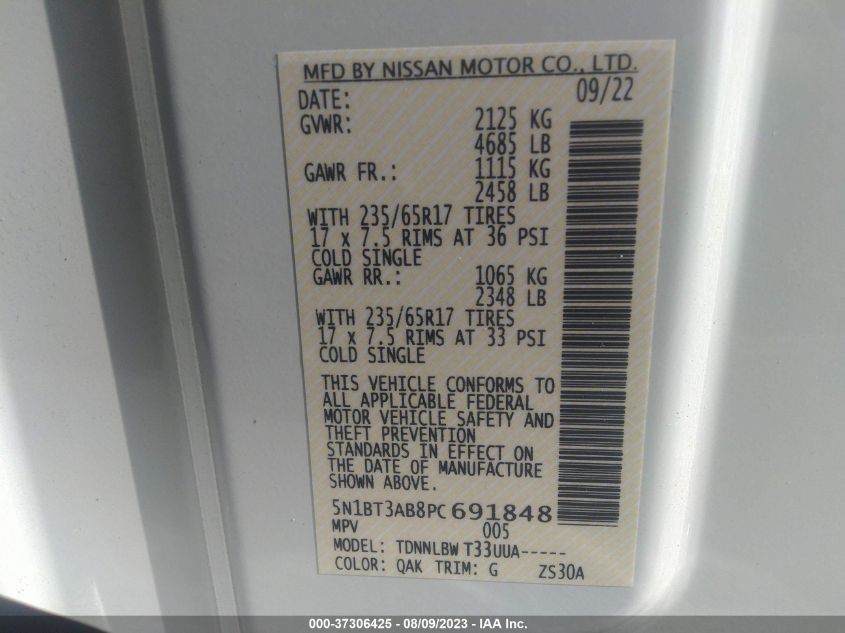 MFD BY NISSAN MOTOR CO., LTD.
DATE: 09/22
GVWR: 2125 KG
4685 LB
GAWR FR.: 1115 KG
2458 LB
WITH 235/65R17 TIRES
17 x 7.5 RIMS AT 36 PSI
COLD SINGLE
GAWR RR.: 1065 KG
2348 LB
WITH 235/65R17 TIRES
17 x 7.5 RIMS AT 33 PSI
COLD SINGLE
THIS VEHICLE CONFORMS TO
ALL APPLICABLE FEDERAL
MOTOR VEHICLE SAFETY AND
THEFT PREVENTION
STANDARDS IN EFFECT ON
THE DATE OF MANUFACTURE
SHOWN ABOVE.
5N1BT3AB8PC691848
MPV 005
MODEL: TDNNLBW T33UUA-----
COLOR: QAK TRIM: G ZS30A
000-37306425 - 08/09/2023 - IAA Inc.